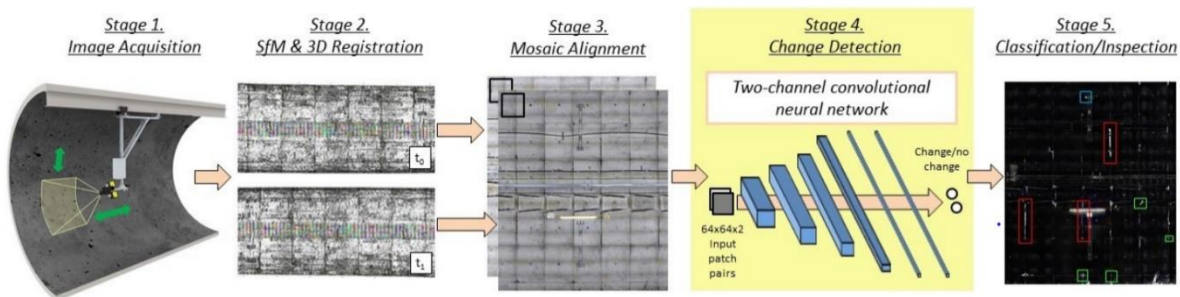 Stage 1.
Image Acquisition
Stage 2.
SfM & 3D Registration
t0
t1
Stage 3.
Mosaic Alignment
Stage 4.
Change Detection
Two-channel convolutional
neural network
64x64x2
Input
patch
pairs
Change/no
change
Stage 5.
Classification/Inspection